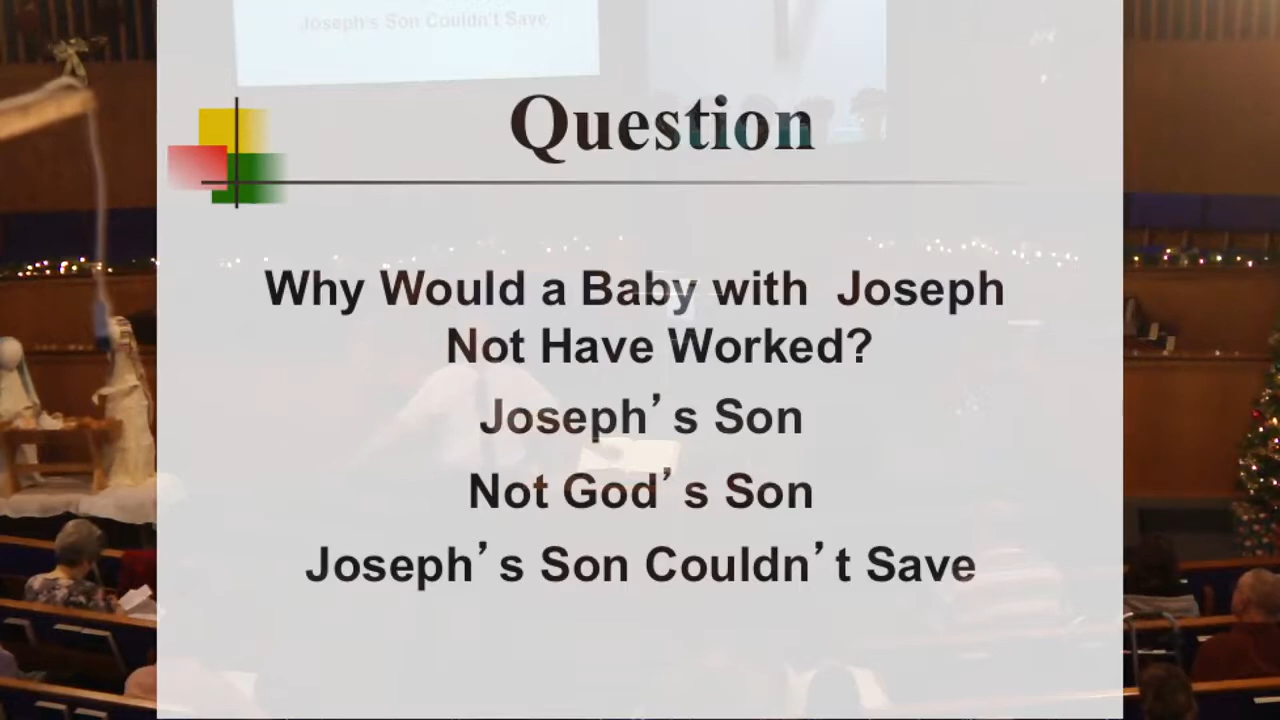 Joseph's Son Couldn't Save
Question
Why Would a Baby with Joseph
Not Have Worked?
Joseph's Son
Not God's Son
Joseph's Son Couldn't Save